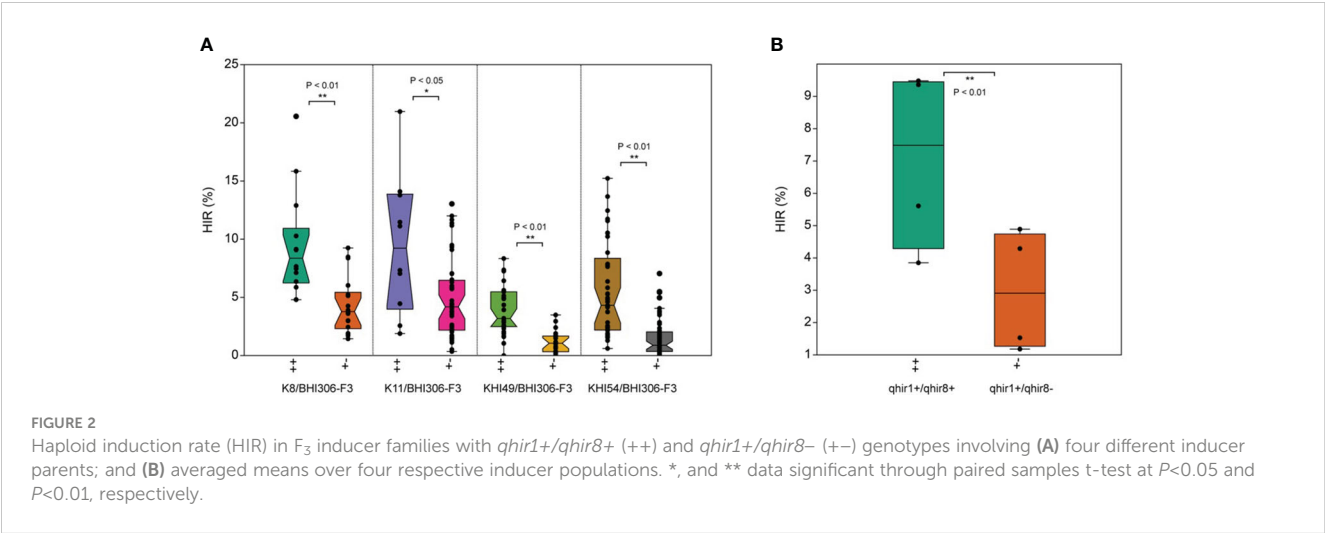 A
B
HIR (%)
25
20
15
10
5
0
P < 0.01
**
P < 0.05
*
P < 0.01
**
P < 0.01
**
++
+-
++
+-
++
+-
++
+-
K8/BHI306-F3
K11/BHI306-F3
KHI49/BHI306-F3
KHI54/BHI306-F3
HIR (%)
9
8
7
6
5
4
3
2
1
**
P < 0.01
++
+-
qhir1+/qhir8+
qhir1+/qhir8-
FIGURE 2
Haploid induction rate (HIR) in F3 inducer families with qhir1+/qhir8+ (++) and qhir1+/qhir8− (+−) genotypes involving (A) four different inducer
parents; and (B) averaged means over four respective inducer populations. *, and ** data significant through paired samples t-test at P<0.05 and
P<0.01, respectively.